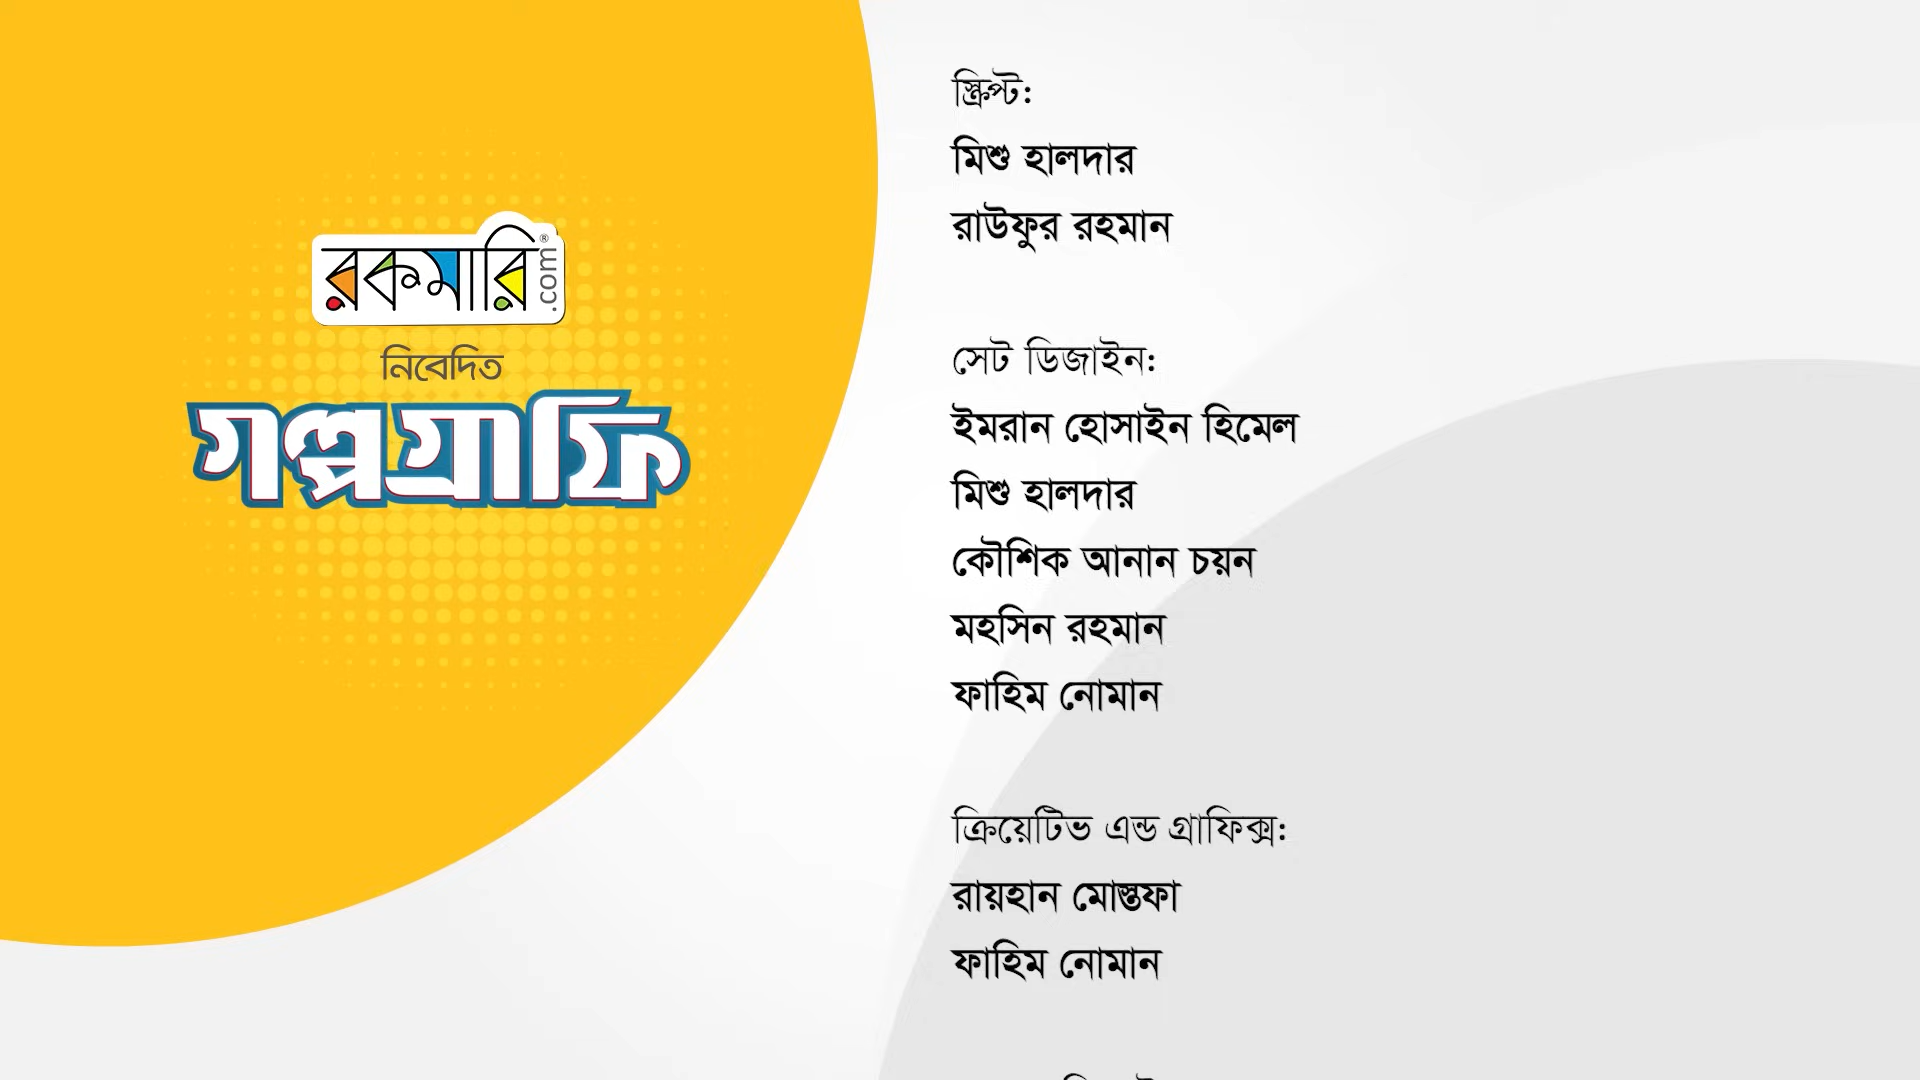 রকমারি.com®
নিবেদিত
গল্পগ্রাফি
স্ক্রিপ্ট:
মিশু হালদার
রাউফুর রহমান
সেট ডিজাইন:
ইমরান হোসাইন হিমেল
মিশু হালদার
কৌশিক আনান চয়ন
মহসিন রহমান
ফাহিম নোমান
ক্রিয়েটিভ এন্ড গ্রাফিক্স:
রায়হান মোস্তফা
ফাহিম নোমান